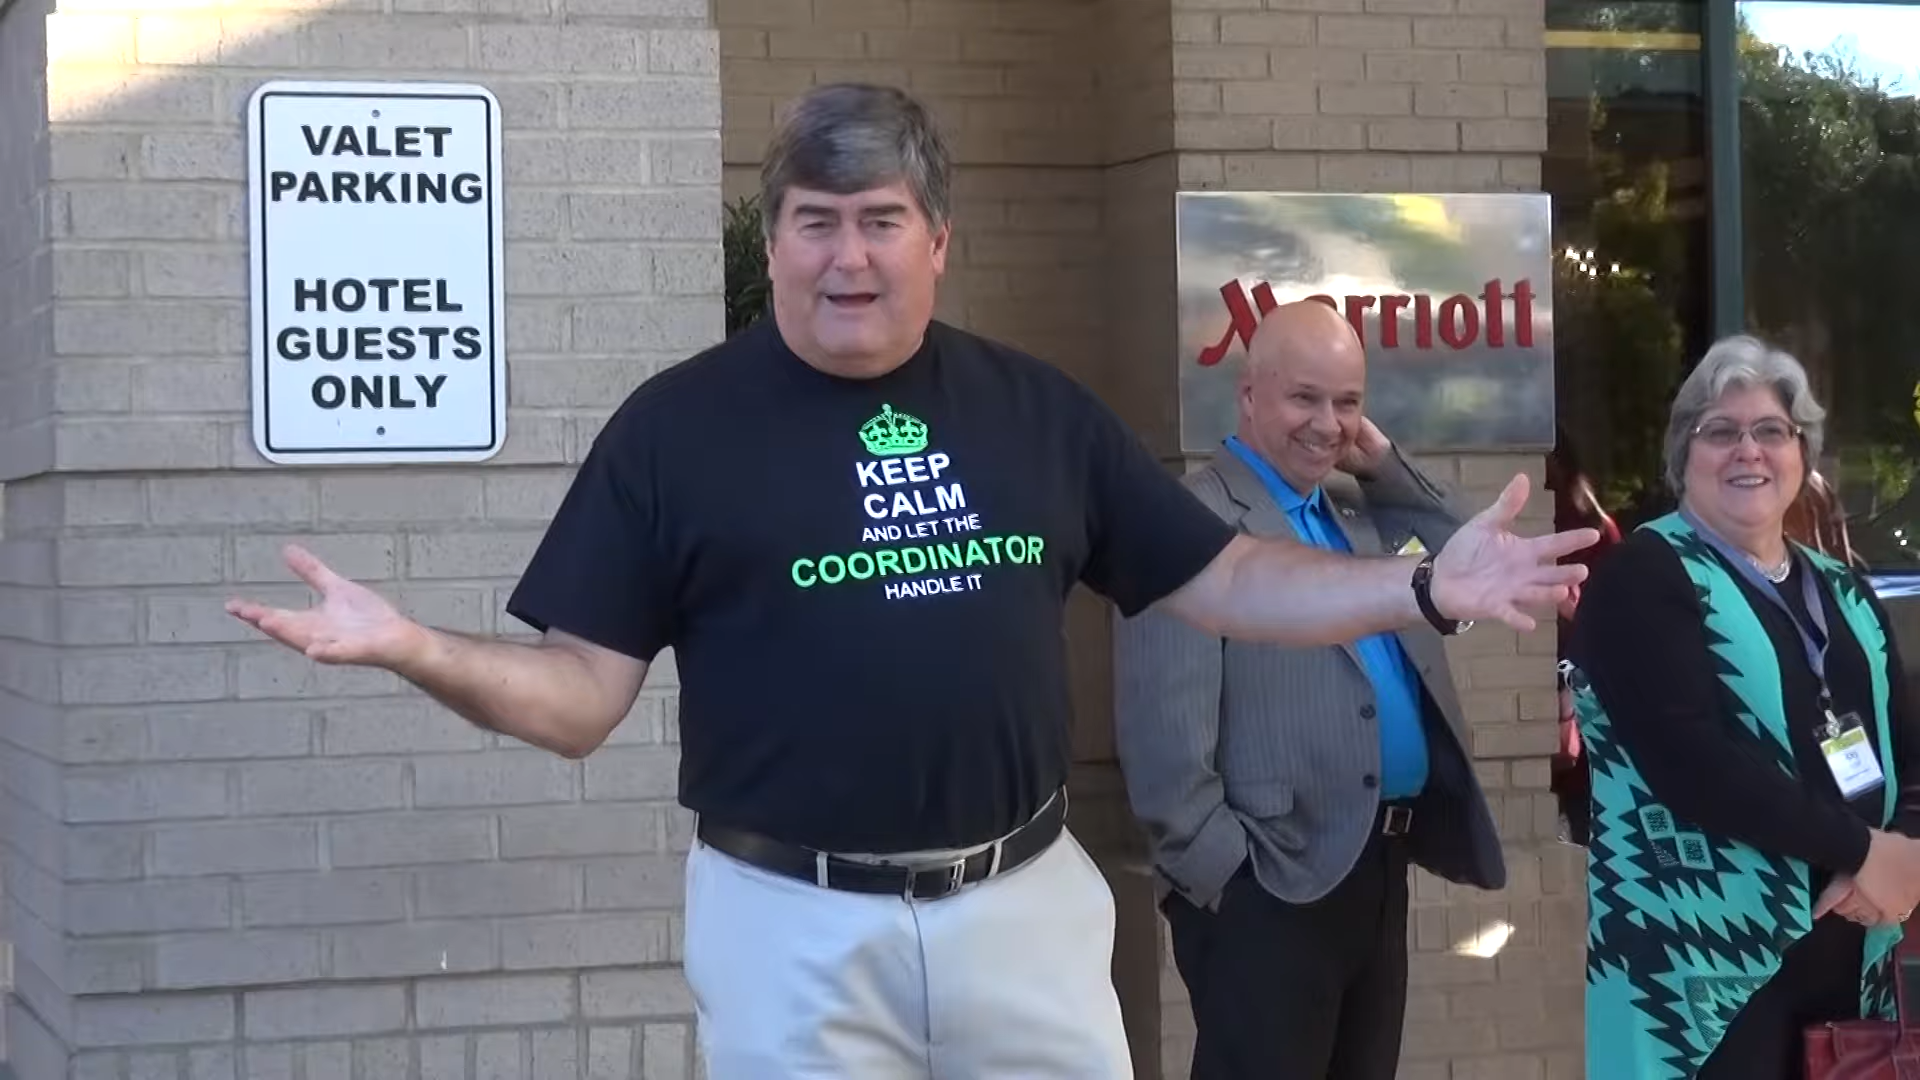 VALET
PARKING
HOTEL
GUESTS
ONLY
KEEP
CALM
AND LET THE
COORDINATOR
HANDLE IT
Marriott